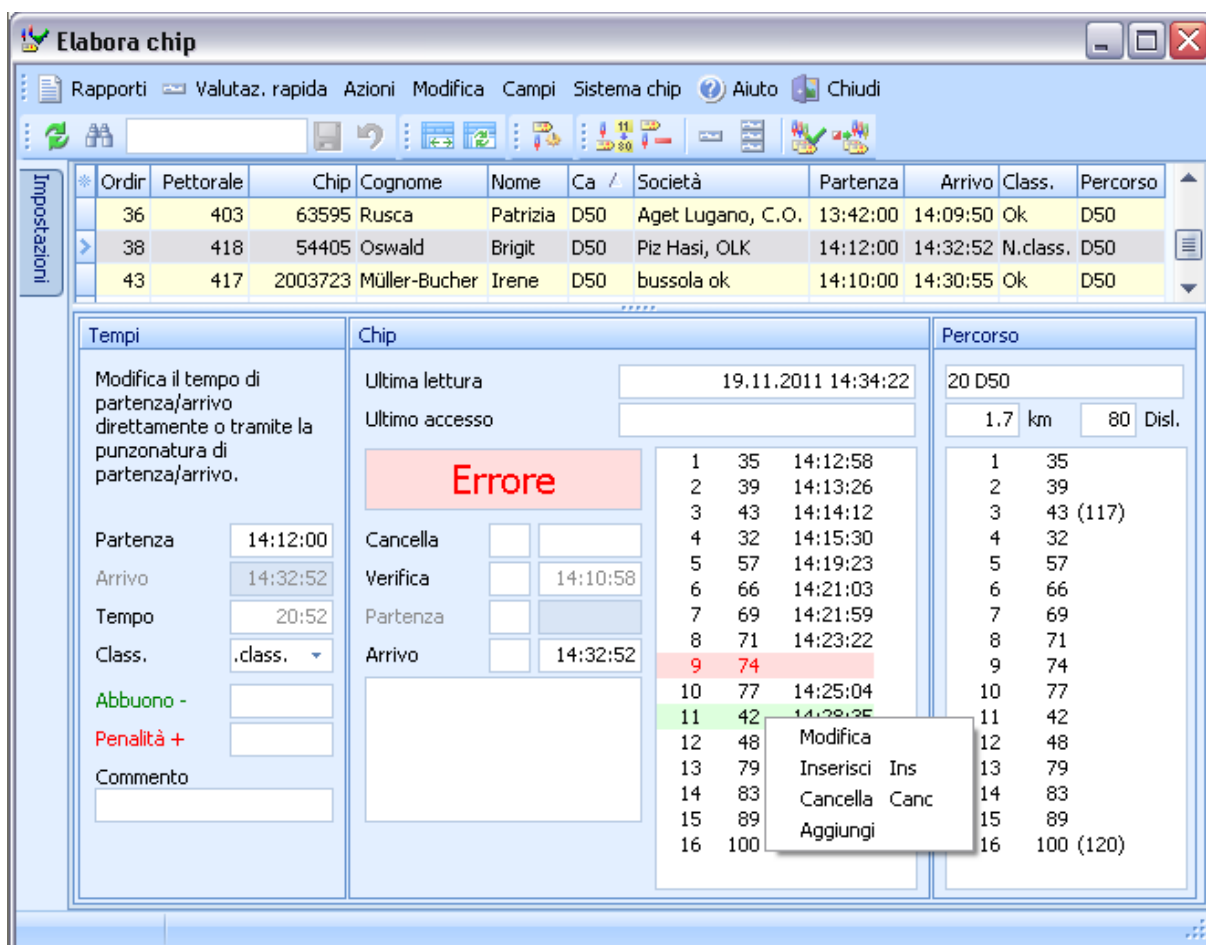 Elabora chip
Rapporti Valutaz. rapida Azioni Modifica Campi Sistema chip Aiuto Chiudi
11
80
Impostazioni
Ordir Pettorale Chip Cognome Nome Ca Società Partenza Arrivo Class. Percorso
36 403 63595 Rusca Patrizia D50 Aget Lugano, C.O. 13:42:00 14:09:50 Ok D50
38 418 54405 Oswald Brigit D50 Piz Hasi, OLK 14:12:00 14:32:52 N.class. D50
43 417 2003723 Müller-Bucher Irene D50 bussola ok 14:10:00 14:30:55 Ok D50
Tempi
Modifica il tempo di
partenza/arrivo
direttamente o tramite la
punzonatura di
partenza/arrivo.
Partenza 14:12:00
Arrivo 14:32:52
Tempo 20:52
Class. .class.
Abbuono -
Penalità +
Commento
Chip
Ultima lettura 19.11.2011 14:34:22
Ultimo accesso
Errore
Cancella
Verifica 14:10:58
Partenza
Arrivo 14:32:52
1 35 14:12:58
2 39 14:13:26
3 43 14:14:12
4 32 14:15:30
5 57 14:19:23
6 66 14:21:03
7 69 14:21:59
8 71 14:23:22
9 74
10 77 14:25:04
11 42 14:28:35
12 48
13 79
14 83
15 89
16 100
Modifica
Inserisci Ins
Cancella Canc
Aggiungi
Percorso
20 D50
1.7 km 80 Disl.
1 35
2 39
3 43 (117)
4 32
5 57
6 66
7 69
8 71
9 74
10 77
11 42
12 48
13 79
14 83
15 89
16 100 (120)